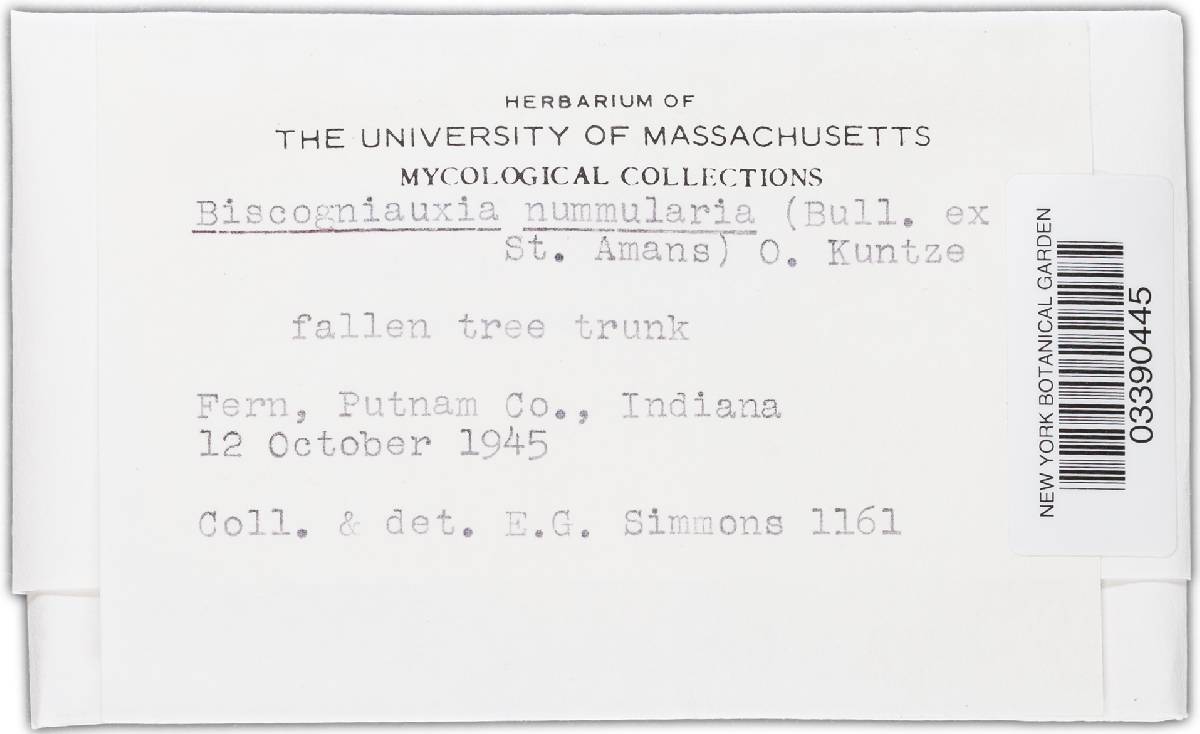 HERBARIUM OF
THE UNIVERSITY OF MASSACHUSETTS
MYCOLOGICAL COLLECTIONS
Biscogniauxia nummularia (Bull. ex
St. Amans) O. Kuntze
fallen tree trunk
Fern, Putnam Co., Indiana
12 October 1945
Coll. & det. E.G. Simmons 1161
NEW YORK BOTANICAL GARDEN
03390445